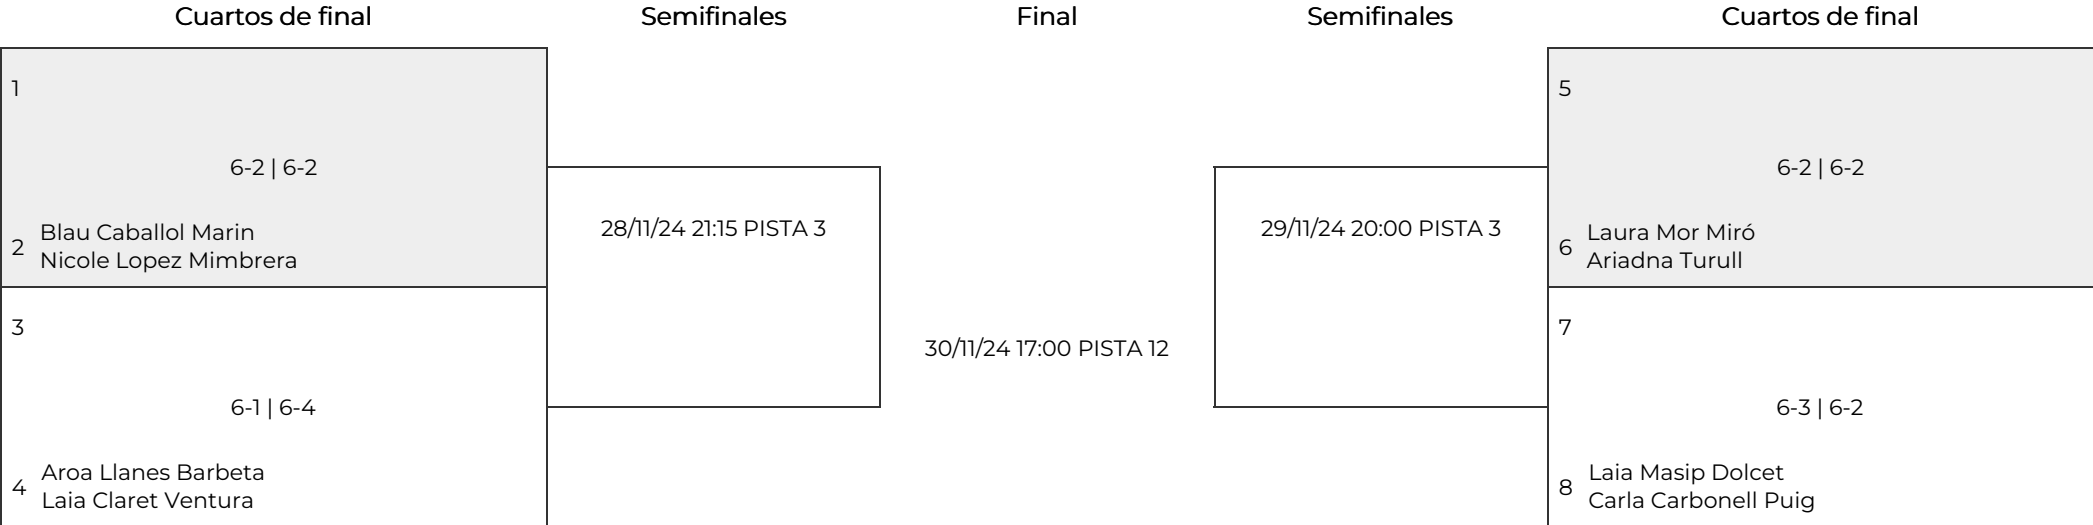 Cuartos de final
Semifinales
Final
Semifinales
Cuartos de final
1
6-2 | 6-2
2
Blau Caballol Marin
Nicole Lopez Mimbrera
3
6-1 | 6-4
4
Aroa Llanes Barbeta
Laia Claret Ventura
28/11/24 21:15 PISTA 3
30/11/24 17:00 PISTA 12
29/11/24 20:00 PISTA 3
5
6-2 | 6-2
6
Laura Mor Miró
Ariadna Turull
7
6-3 | 6-2
8
Laia Masip Dolcet
Carla Carbonell Puig